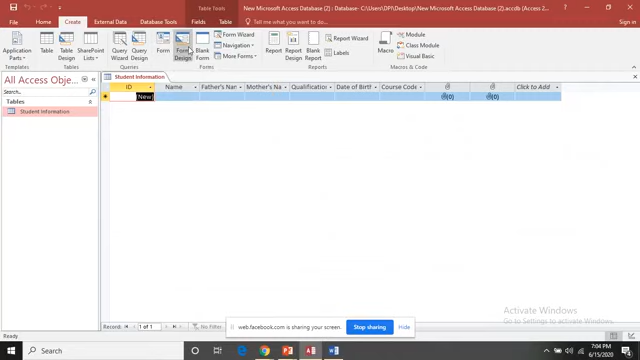 Table Tools
New Microsoft Access Database (2) : Database- C:\Users\DP\Desktop\New Microsoft Access Database (2).accdb (Access 2...
File Home Create External Data Database Tools Fields Table Tell me what you want to do...
Application Parts
Table
Table Design
SharePoint Lists
Query Wizard
Query Design
Form
Form Design
Blank Form
Form Wizard
Navigation
More Forms
Report
Report Design
Blank Report
Report Wizard
Labels
Macro
Module
Class Module
Visual Basic
Templates Tables Queries Forms Reports Macros & Code
All Access Obje...
Search...
Tables
Student Information
Student Information
ID Name Father's Nar Mother's Na Qualification Date of Birth Course Code Click to Add
(New) (0) (0)
Record: 1 of 1 No Filter
web.facebook.com is sharing your screen. Stop sharing Hide
Activate Windows
Go to Settings to activate Windows.
Search
7:04 PM
6/15/2020